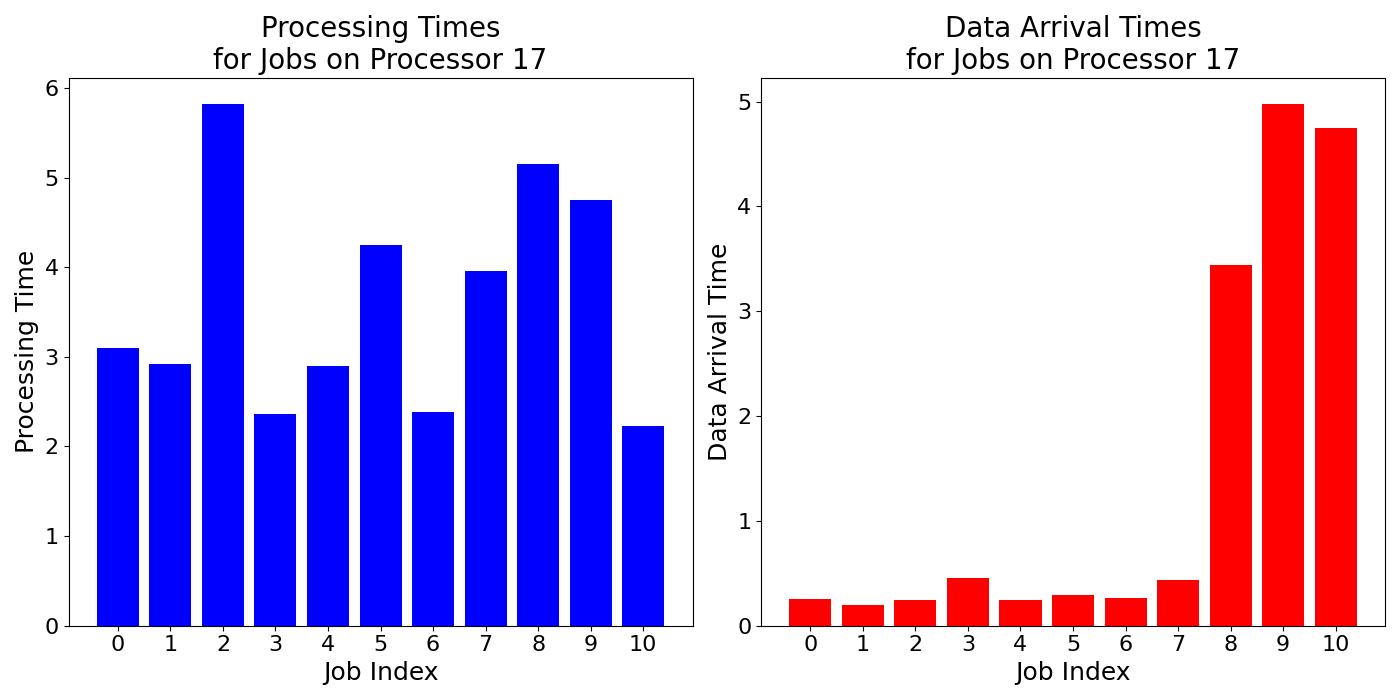 Processing Times
for Jobs on Processor 17
Processing Time
6
5
4
3
2
1
0
0 1 2 3 4 5 6 7 8 9 10
Job Index
Data Arrival Times
for Jobs on Processor 17
Data Arrival Time
5
4
3
2
1
0
0 1 2 3 4 5 6 7 8 9 10
Job Index